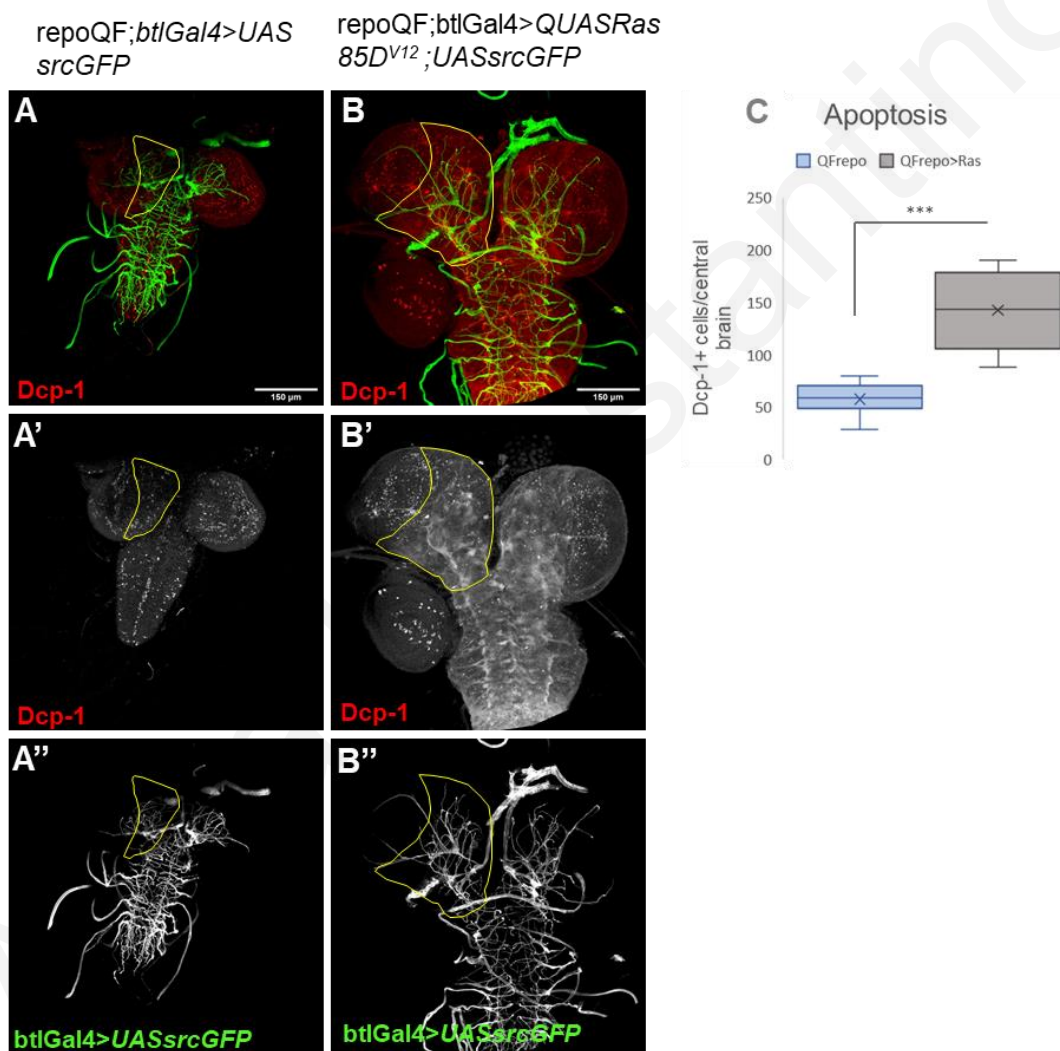 repoQF;btlGal4>UAS
srcGFP
repoQF;btlGal4>QUASRas
85DV12 ;UASsrcGFP
A
Dcp-1
150 µm
B
Dcp-1
150 µm
A’
B’
Dcp-1
Dcp-1
A’’
btlGal4>UASsrcGFP
B’’
btlGal4>UASsrcGFP
C
Apoptosis
QFrepo QFrepo>Ras
Dcp-1+ cells/central
brain
250
200
150
100
50
0
***